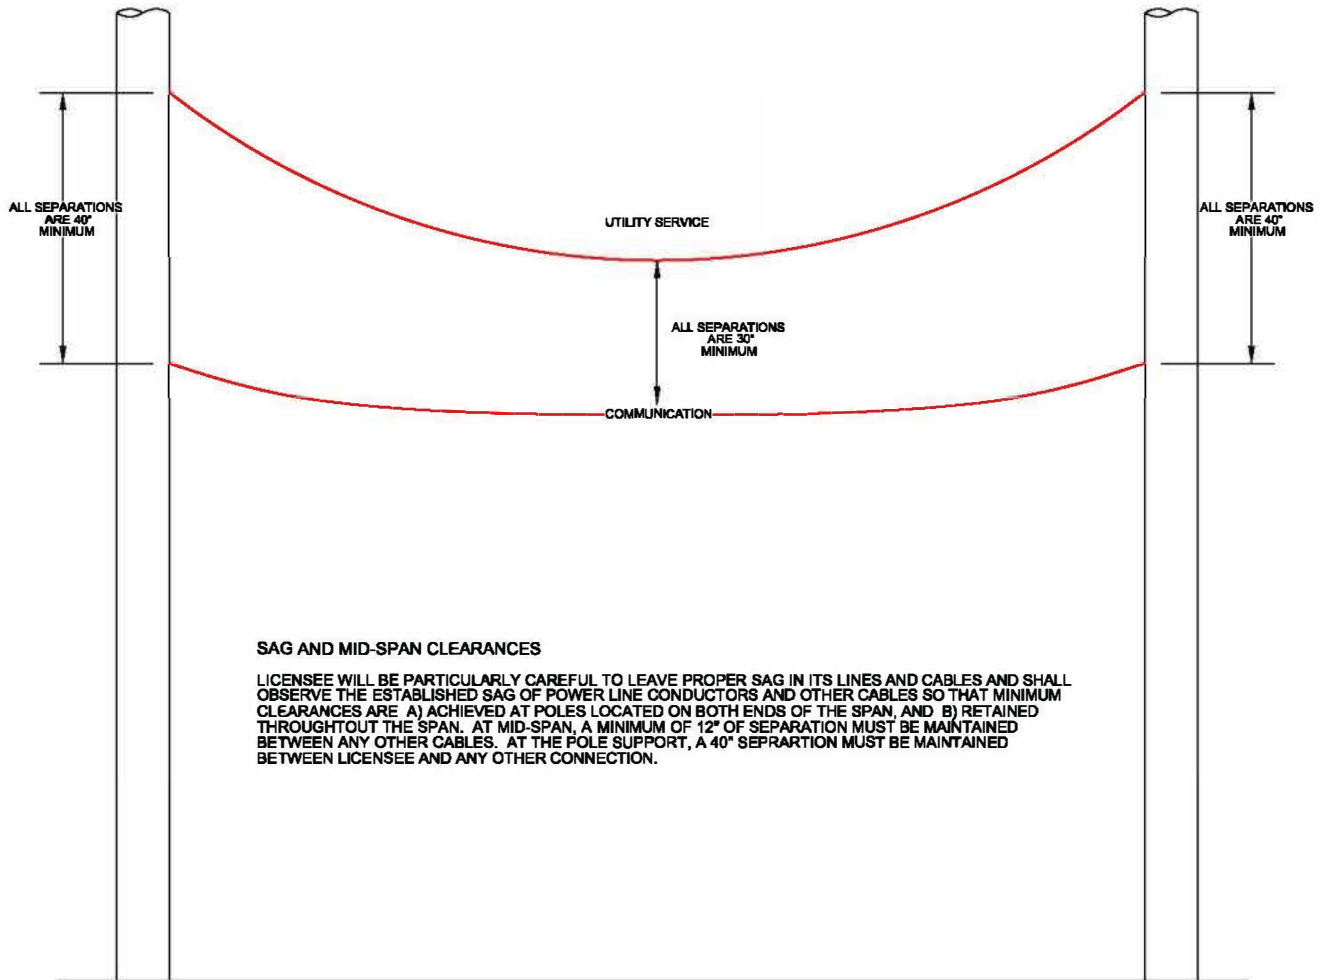 ALL SEPARATIONS
ARE 40"
MINIMUM
UTILITY SERVICE
ALL SEPARATIONS
ARE 40"
MINIMUM
ALL SEPARATIONS
ARE 30"
MINIMUM
COMMUNICATION
SAG AND MID-SPAN CLEARANCES
LICENSEE WILL BE PARTICULARLY CAREFUL TO LEAVE PROPER SAG IN ITS LINES AND CABLES AND SHALL
OBSERVE THE ESTABLISHED SAG OF POWER LINE CONDUCTORS AND OTHER CABLES SO THAT MINIMUM
CLEARANCES ARE A) ACHIEVED AT POLES LOCATED ON BOTH ENDS OF THE SPAN, AND B) RETAINED
THROUGHTOUT THE SPAN. AT MID-SPAN, A MINIMUM OF 12" OF SEPARATION MUST BE MAINTAINED
BETWEEN ANY OTHER CABLES. AT THE POLE SUPPORT, A 40" SEPRARTION MUST BE MAINTAINED
BETWEEN LICENSEE AND ANY OTHER CONNECTION.